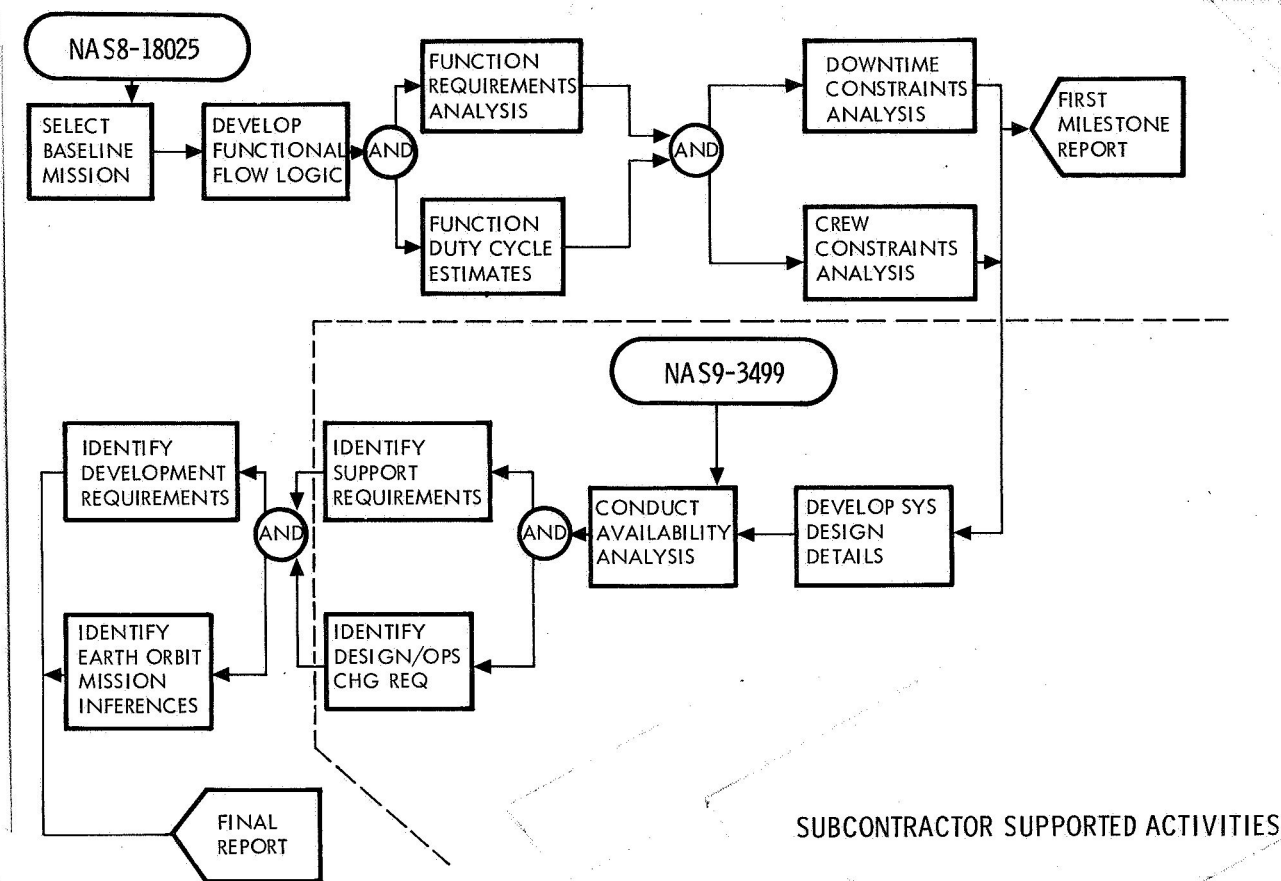 NAS8-18025
SELECT
BASELINE
MISSION
DEVELOP
FUNCTIONAL
FLOW LOGIC
AND
FUNCTION
REQUIREMENTS
ANALYSIS
FUNCTION
DUTY CYCLE
ESTIMATES
AND
DOWNTIME
CONSTRAINTS
ANALYSIS
CREW
CONSTRAINTS
ANALYSIS
FIRST
MILESTONE
REPORT
NAS9-3499
DEVELOP SYS
DESIGN
DETAILS
CONDUCT
AVAILABILITY
ANALYSIS
AND
IDENTIFY
SUPPORT
REQUIREMENTS
IDENTIFY
DESIGN/OPS
CHG REQ
AND
IDENTIFY
DEVELOPMENT
REQUIREMENTS
IDENTIFY
EARTH ORBIT
MISSION
INFERENCES
FINAL
REPORT
SUBCONTRACTOR SUPPORTED ACTIVITIES